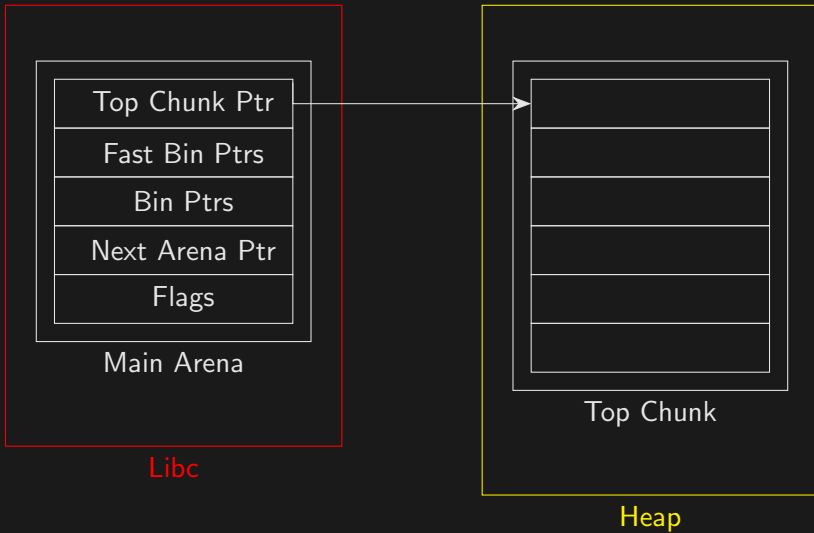 Top Chunk Ptr
Fast Bin Ptrs
Bin Ptrs
Next Arena Ptr
Flags
Main Arena
Libc
Top Chunk
Heap